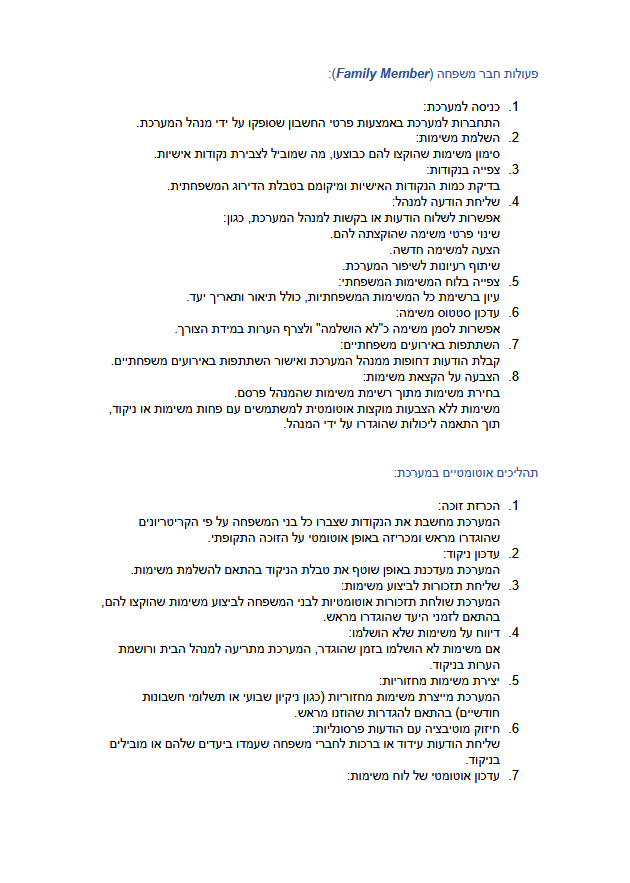 פעולות חבר משפחה (Family Member):
1. כניסה למערכת:
התחברות למערכת באמצעות פרטי החשבון שסופקו על ידי מנהל המערכת.
2. השלמת משימות:
סימון משימות שהוקצו להם כבוצעו, מה שמוביל לצבירת נקודות אישיות.
3. צפייה בנקודות:
בדיקת כמות הנקודות האישיות ומיקומם בטבלת הדירוג המשפחתית.
4. שליחת הודעה למנהל:
אפשרות לשלוח הודעות או בקשות למנהל המערכת, כגון:
שינוי פרטי משימה שהוקצתה להם.
הצעה למשימה חדשה.
שיתוף רעיונות לשיפור המערכת.
5. צפייה בלוח המשימות המשפחתי:
עיון ברשימת כל המשימות המשפחתיות, כולל תיאור ותאריך יעד.
6. עדכון סטטוס משימה:
אפשרות לסמן משימה כ"לא הושלמה" ולצרף הערות במידת הצורך.
7. השתתפות באירועים משפחתיים:
קבלת הודעות דחופות ממנהל המערכת ואישור השתתפות באירועים משפחתיים.
8. הצבעה על הקצאת משימות:
בחירת משימות מתוך רשימת משימות שהמנהל פרסם.
משימות ללא הצבעות מוקצות אוטומטית למשתמשים עם פחות משימות או ניקוד,
תוך התאמה ליכולות שהוגדרו על ידי המנהל.
תהליכים אוטומטיים במערכת:
1. הכרזת זוכה:
המערכת מחשבת את הנקודות שצברו כל בני המשפחה על פי הקריטריונים
שהוגדרו מראש ומכריזה באופן אוטומטי על הזוכה התקופתי.
2. עדכון ניקוד:
המערכת מעדכנת באופן שוטף את טבלת הניקוד בהתאם להשלמת משימות.
3. שליחת תזכורות לביצוע משימות:
המערכת שולחת תזכורות אוטומטיות לבני המשפחה לביצוע משימות שהוקצו להם,
בהתאם לזמני היעד שהוגדרו מראש.
4. דיווח על משימות שלא הושלמו:
אם משימות לא הושלמו בזמן שהוגדר, המערכת מתריעה למנהל הבית ורושמת
הערות בניקוד.
5. יצירת משימות מחזוריות:
המערכת מייצרת משימות מחזוריות (כגון ניקיון שבועי או תשלומי חשבונות
חודשיים) בהתאם להגדרות שהוזנו מראש.
6. חיזוק מוטיבציה עם הודעות פרסונליות:
שליחת הודעות עידוד או ברכות לחברי משפחה שעמדו ביעדים שלהם או מובילים
בניקוד.
7. עדכון אוטומטי של לוח משימות: